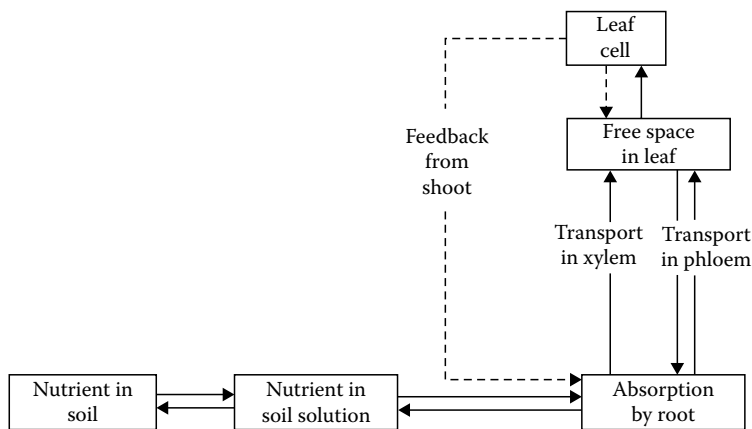 Leaf
cell
Free space
in leaf
Feedback
from
shoot
Transport
in xylem
Transport
in phloem
Nutrient in
soil
Nutrient in
soil solution
Absorption
by root